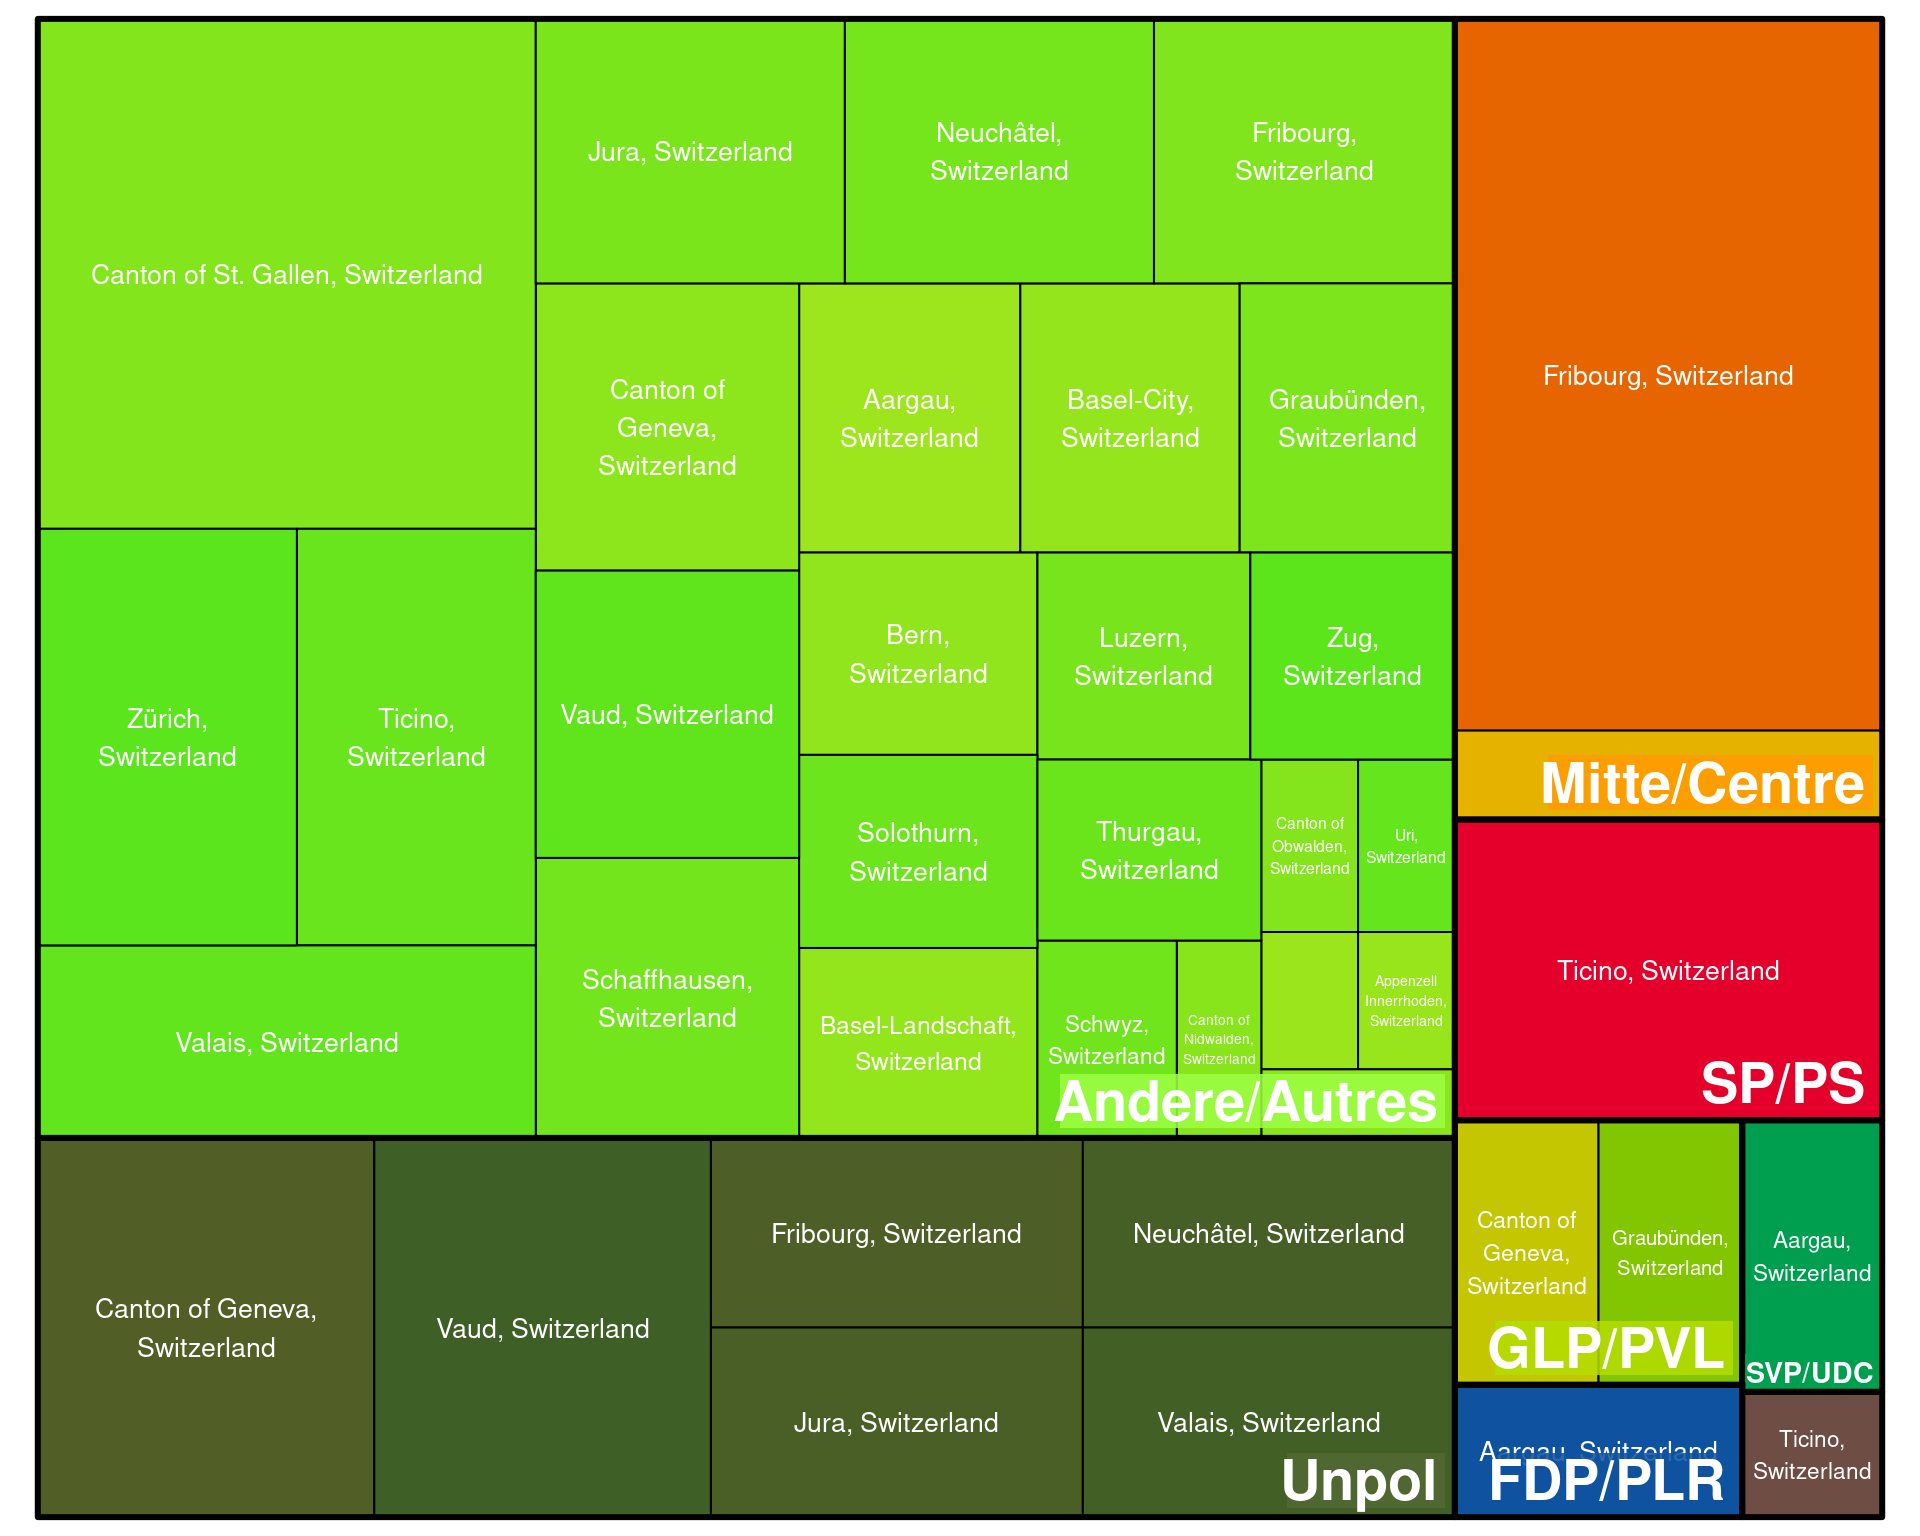 Canton of St. Gallen, Switzerland
Jura, Switzerland
Neuchâtel,
Switzerland
Fribourg,
Switzerland
Canton of
Geneva,
Switzerland
Aargau,
Switzerland
Basel-City,
Switzerland
Graubünden,
Switzerland
Zürich,
Switzerland
Ticino,
Switzerland
Vaud, Switzerland
Bern,
Switzerland
Luzern,
Switzerland
Zug,
Switzerland
Solothurn,
Switzerland
Thurgau,
Switzerland
Canton of
Obwalden,
Switzerland
Uri,
Switzerland
Valais, Switzerland
Schaffhausen,
Switzerland
Basel-Landschaft,
Switzerland
Schwyz,
Switzerland
Canton of
Nidwalden,
Switzerland
Appenzell
Innerrhoden,
Switzerland
Andere/Autres
Fribourg, Switzerland
Mitte/Centre
Ticino, Switzerland
SP/PS
Canton of Geneva,
Switzerland
Vaud, Switzerland
Fribourg, Switzerland
Neuchâtel, Switzerland
Jura, Switzerland
Valais, Switzerland
Unpol
Canton of
Geneva,
Switzerland
Graubünden,
Switzerland
GLP/PVL
Aargau,
Switzerland
SVP/UDC
Aargau, Switzerland
FDP/PLR
Ticino,
Switzerland